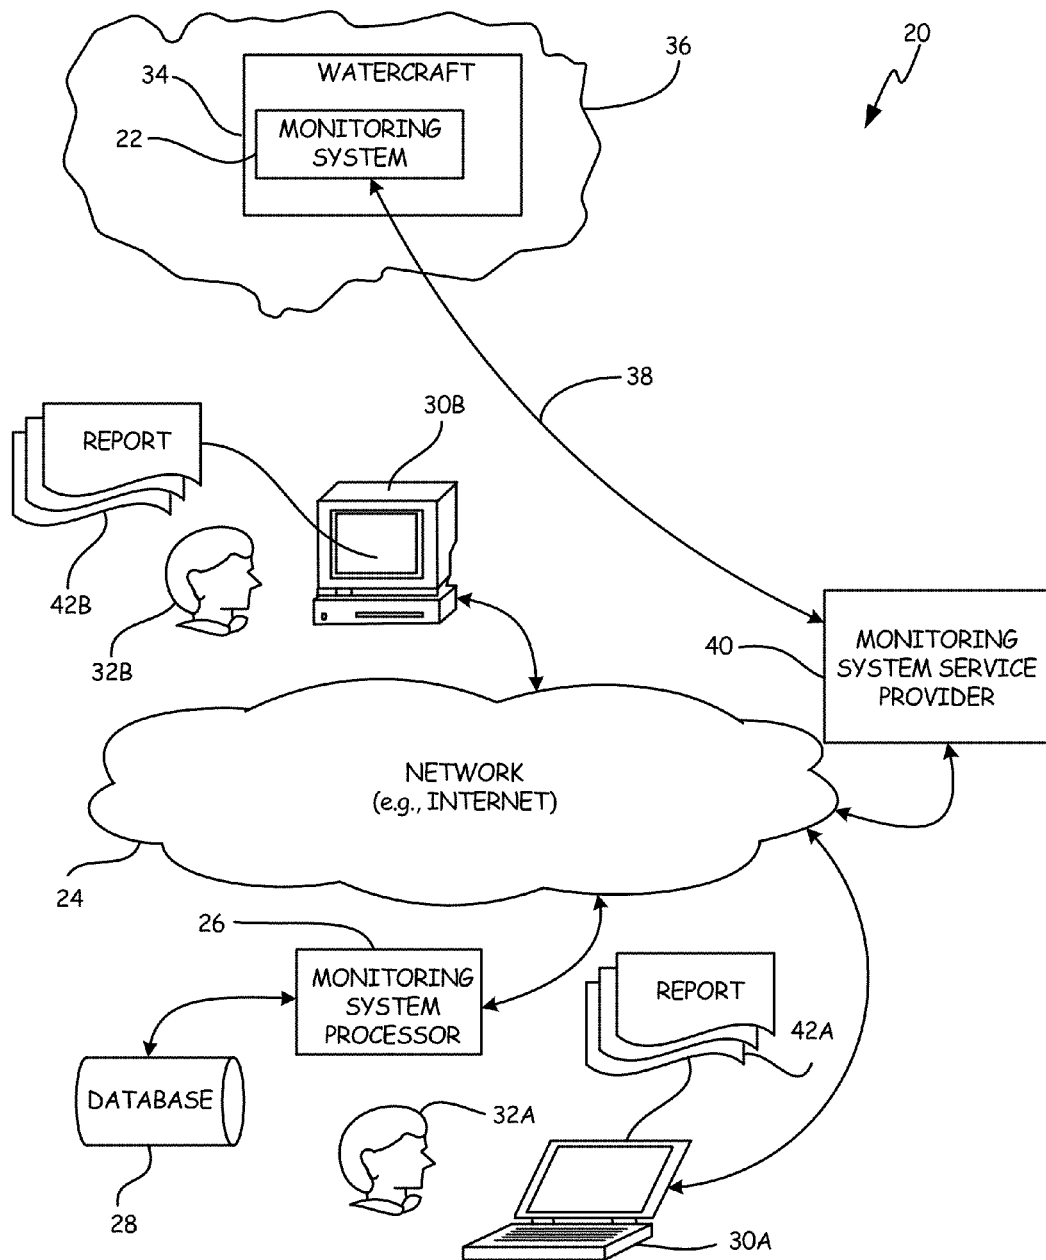 20
36
34
WATERCRAFT
22
MONITORING
SYSTEM
38
30B
REPORT
42B
32B
40
MONITORING
SYSTEM SERVICE
PROVIDER
NETWORK
(e.g., INTERNET)
24
26
MONITORING
SYSTEM
PROCESSOR
REPORT
42A
DATABASE
32A
28
30A